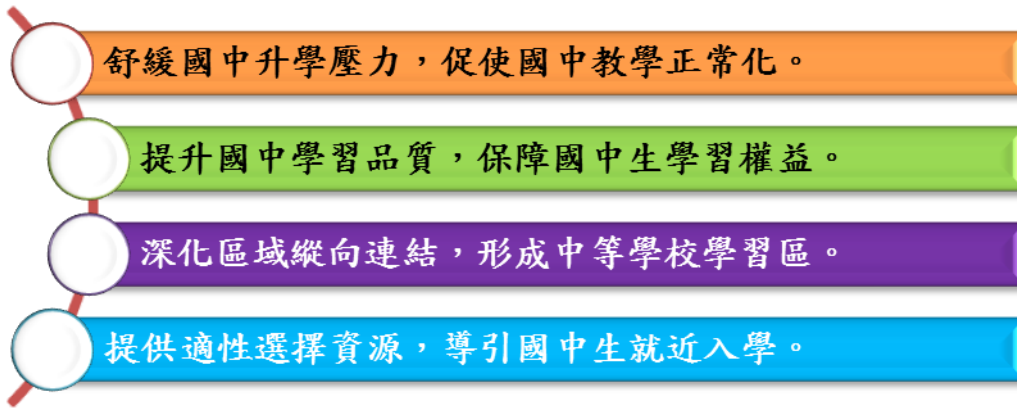 舒緩國中升學壓力，促使國中教學正常化。
提升國中學習品質，保障國中生學習權益。
深化區域縱向連結，形成中等學校學習區。
提供適性選擇資源，導引國中生就近入學。